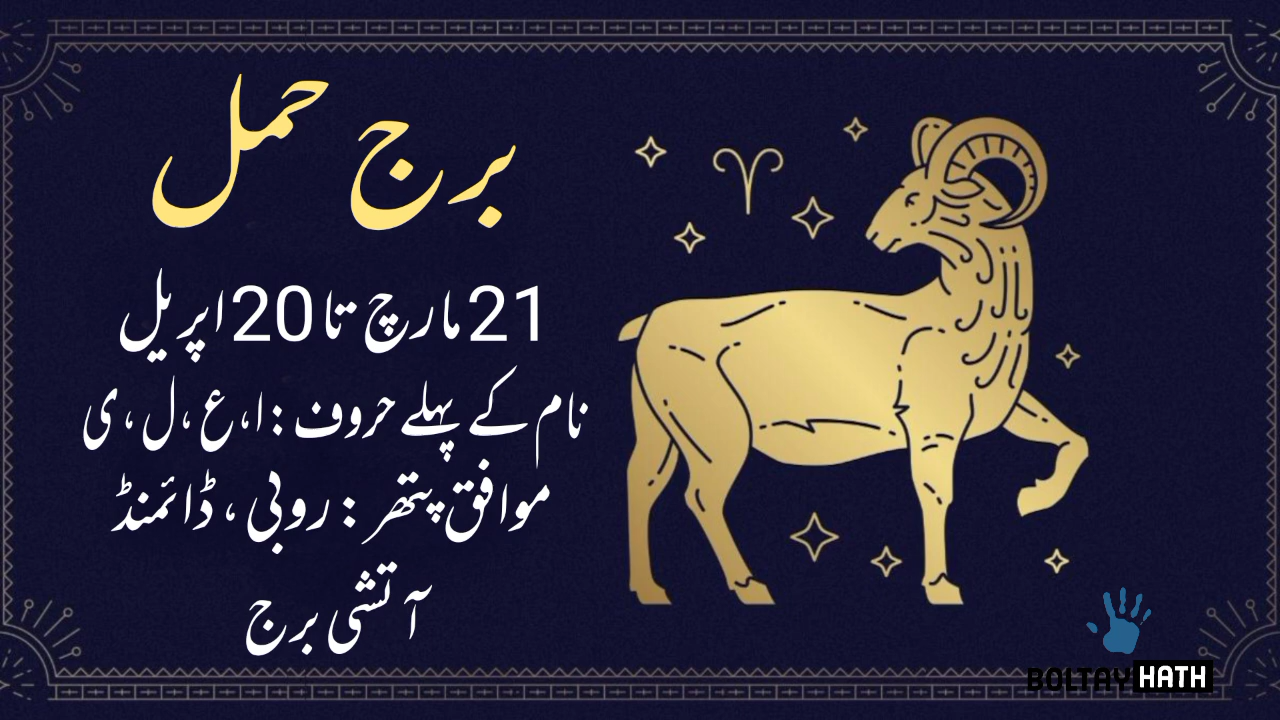 برج حمل
21 مارچ تا 20 اپریل
نام کے پہلے حروف : ا، ع ، ل ، ی
موافق پتھر : روبی ، ڈائمنڈ
آتشی برج
BOLTAY HATH